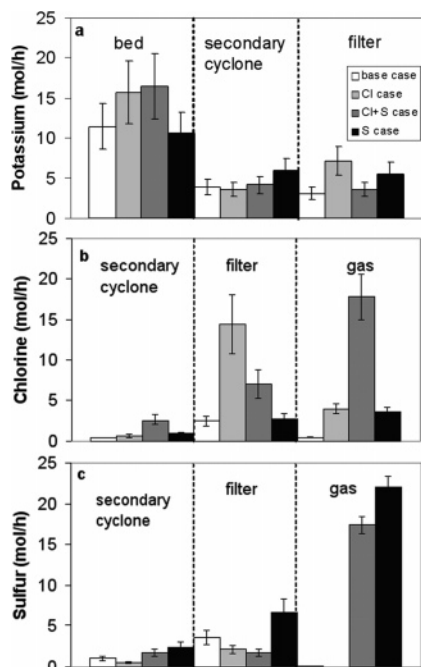 a
bed
secondary
cyclone
filter
base case
Cl case
Cl+S case
S case
Potassium (mol/h)
25
20
15
10
5
0
b
secondary
cyclone
filter
gas
Chlorine (mol/h)
25
20
15
10
5
0
c
secondary
cyclone
filter
gas
Sulfur (mol/h)
25
20
15
10
5
0